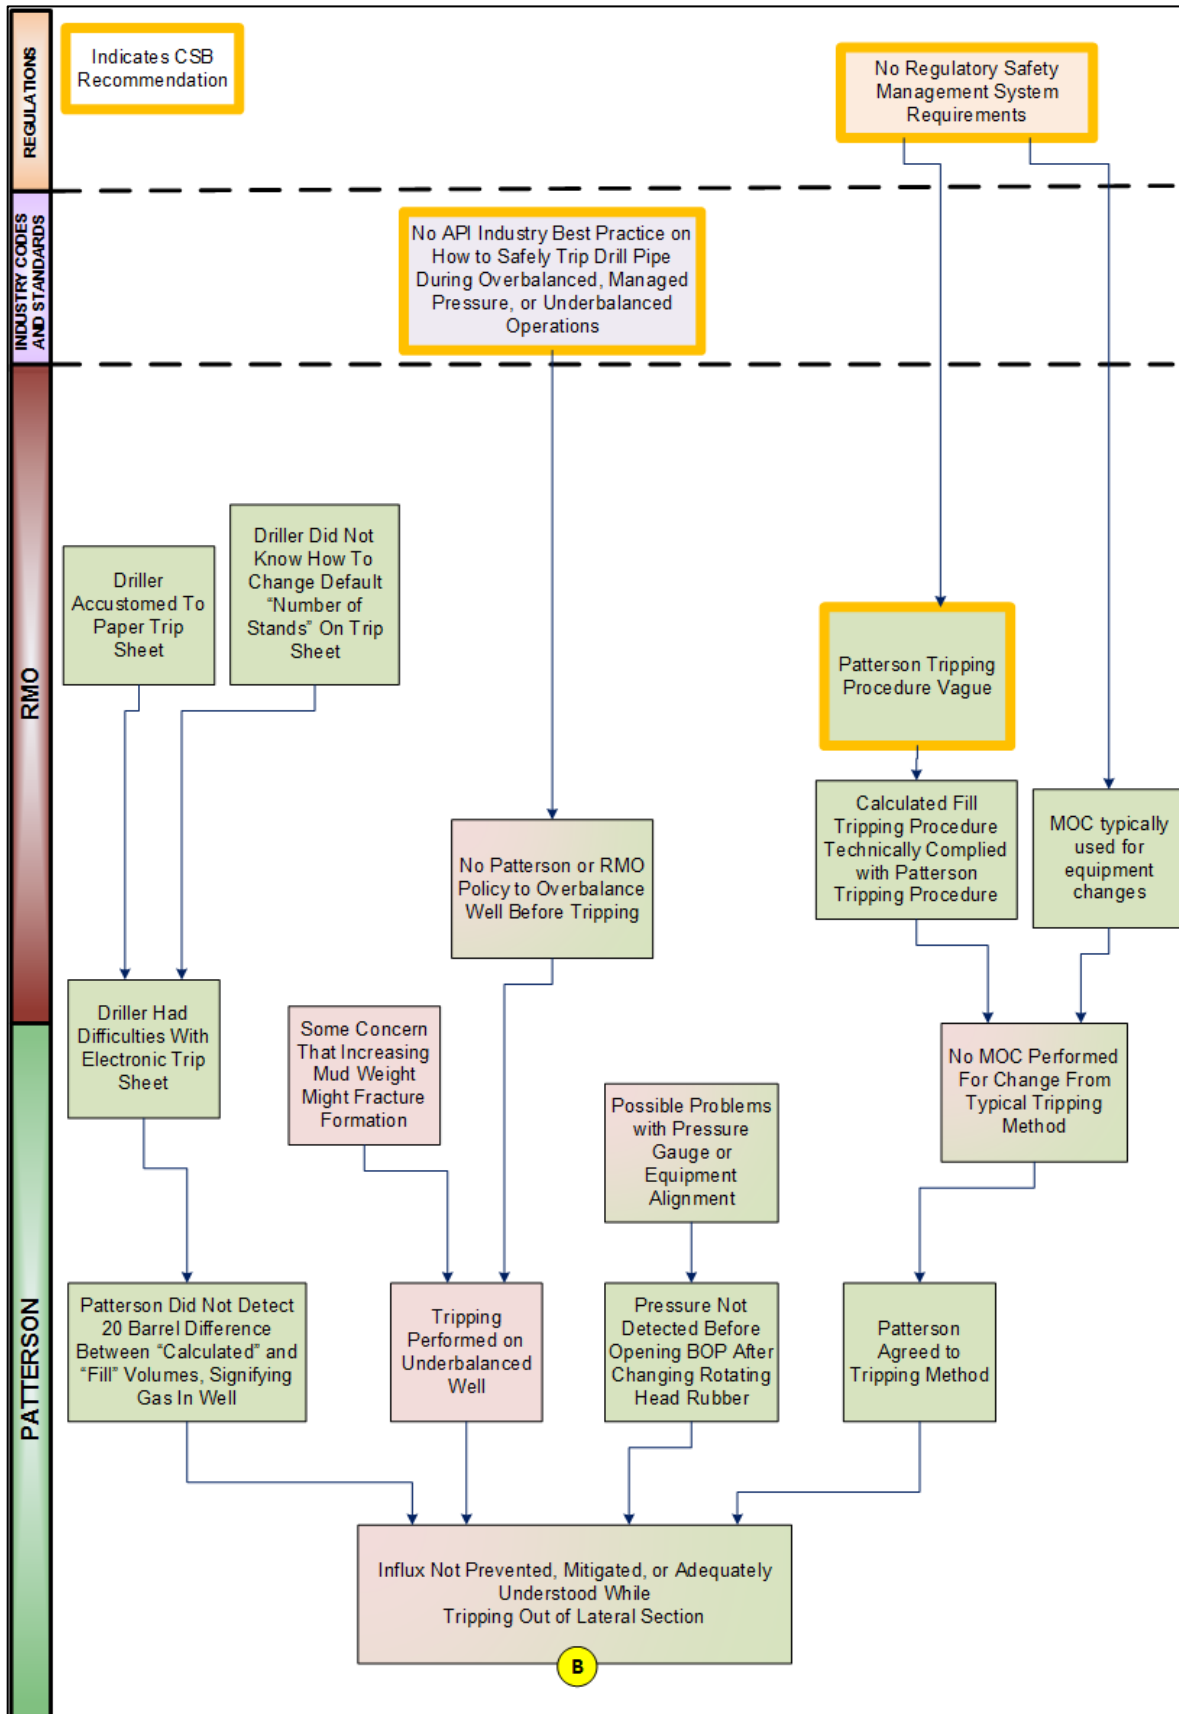 REGULATIONS
Indicates CSB
Recommendation
No Regulatory Safety
Management System
Requirements
INDUSTRY CODES
AND STANDARDS
No API Industry Best Practice on
How to Safely Trip Drill Pipe
During Overbalanced, Managed
Pressure, or Underbalanced
Operations
RMO
Driller
Accustomed To
Paper Trip
Sheet
Driller Did Not
Know How To
Change Default
“Number of
Stands” On Trip
Sheet
Patterson Tripping
Procedure Vague
Calculated Fill
Tripping Procedure
Technically Complied
with Patterson
Tripping Procedure
MOC typically
used for
equipment
changes
No Patterson or RMO
Policy to Overbalance
Well Before Tripping
Driller Had
Difficulties With
Electronic Trip
Sheet
Some Concern
That Increasing
Mud Weight
Might Fracture
Formation
Possible Problems
with Pressure
Gauge or
Equipment
Alignment
No MOC Performed
For Change From
Typical Tripping
Method
PATTERSON
Patterson Did Not Detect
20 Barrel Difference
Between “Calculated” and
“Fill” Volumes, Signifying
Gas In Well
Tripping
Performed on
Underbalanced
Well
Pressure Not
Detected Before
Opening BOP After
Changing Rotating
Head Rubber
Patterson
Agreed to
Tripping Method
Influx Not Prevented, Mitigated, or Adequately
Understood While
Tripping Out of Lateral Section
B